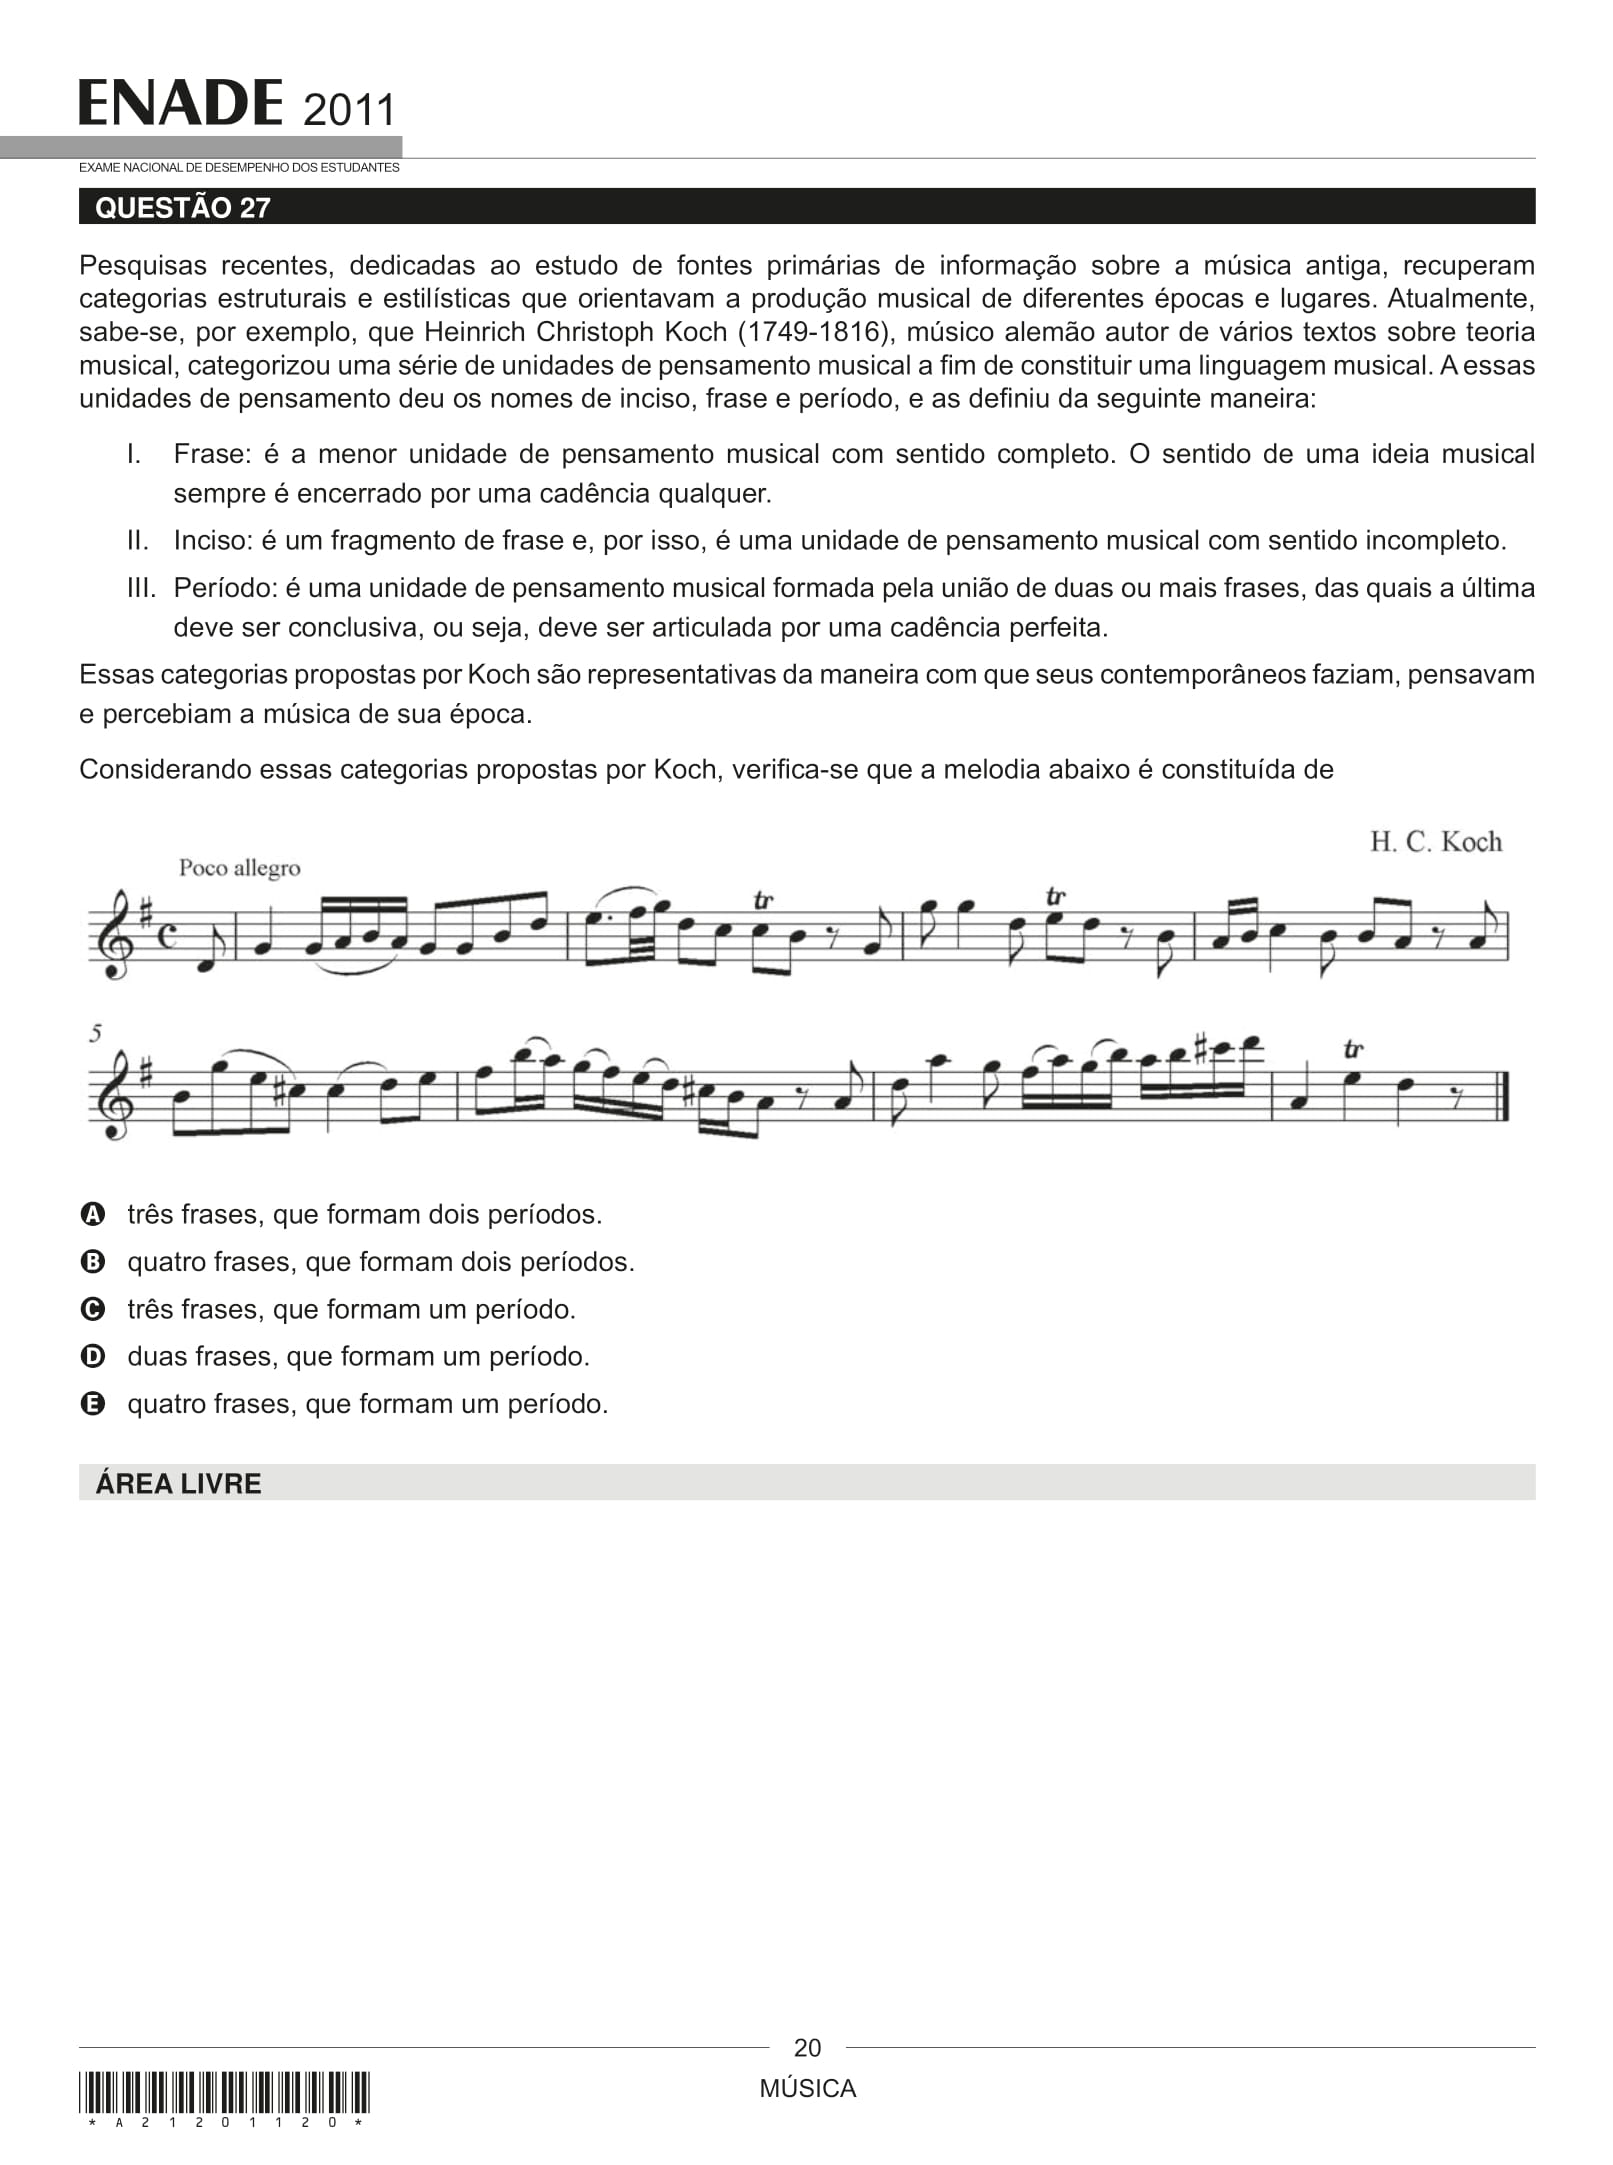 ENADE 2011
EXAME NACIONAL DE DESEMPENHO DOS ESTUDANTES
QUESTÃO 27
Pesquisas recentes, dedicadas ao estudo de fontes primárias de informação sobre a música antiga, recuperam
categorias estruturais e estilísticas que orientavam a produção musical de diferentes épocas e lugares. Atualmente,
sabe-se, por exemplo, que Heinrich Christoph Koch (1749-1816), músico alemão autor de vários textos sobre teoria
musical, categorizou uma série de unidades de pensamento musical a fim de constituir uma linguagem musical. A essas
unidades de pensamento deu os nomes de inciso, frase e período, e as definiu da seguinte maneira:
I. Frase: é a menor unidade de pensamento musical com sentido completo. O sentido de uma ideia musical
sempre é encerrado por uma cadência qualquer.
II. Inciso: é um fragmento de frase e, por isso, é uma unidade de pensamento musical com sentido incompleto.
III. Período: é uma unidade de pensamento musical formada pela união de duas ou mais frases, das quais a última
deve ser conclusiva, ou seja, deve ser articulada por uma cadência perfeita.
Essas categorias propostas por Koch são representativas da maneira com que seus contemporâneos faziam, pensavam
e percebiam a música de sua época.
Considerando essas categorias propostas por Koch, verifica-se que a melodia abaixo é constituída de
H. C. Koch
Poco allegro
tr
tr
5
tr
A três frases, que formam dois períodos.
B quatro frases, que formam dois períodos.
C três frases, que formam um período.
D duas frases, que formam um período.
E quatro frases, que formam um período.
ÁREA LIVRE
20
MÚSICA
*A21201120*